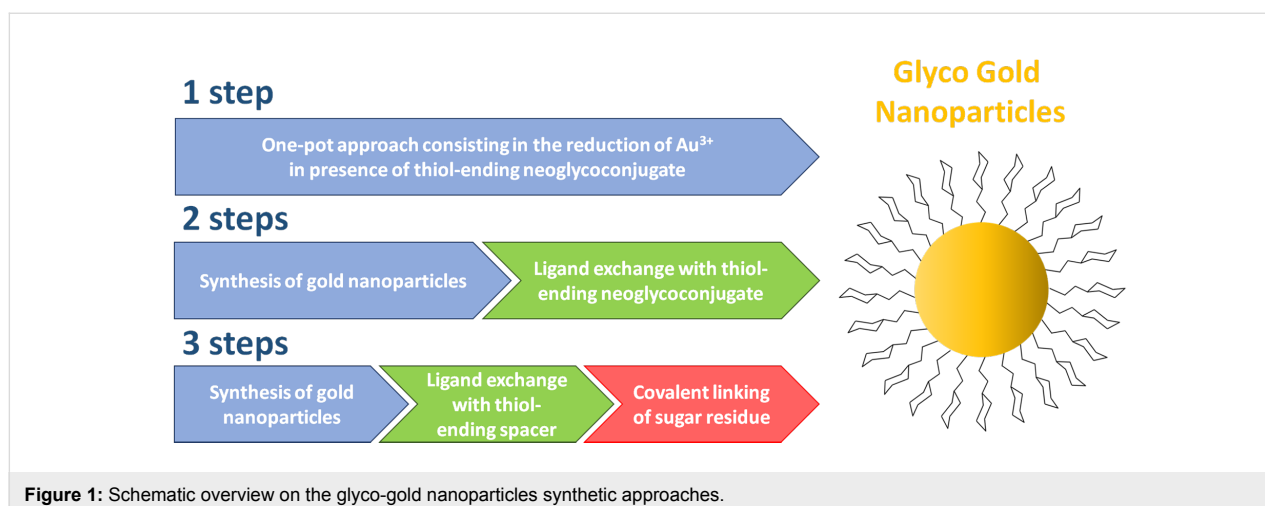 1 step
One-pot approach consisting in the reduction of Au³⁺
in presence of thiol-ending neoglycoconjugate
2 steps
Synthesis of gold nanoparticles
Ligand exchange with thiol-
ending neoglycoconjugate
3 steps
Synthesis of gold
nanoparticles
Ligand exchange
with thiol-
ending spacer
Covalent linking
of sugar residue
Glyco Gold
Nanoparticles
Figure 1: Schematic overview on the glyco-gold nanoparticles synthetic approaches.